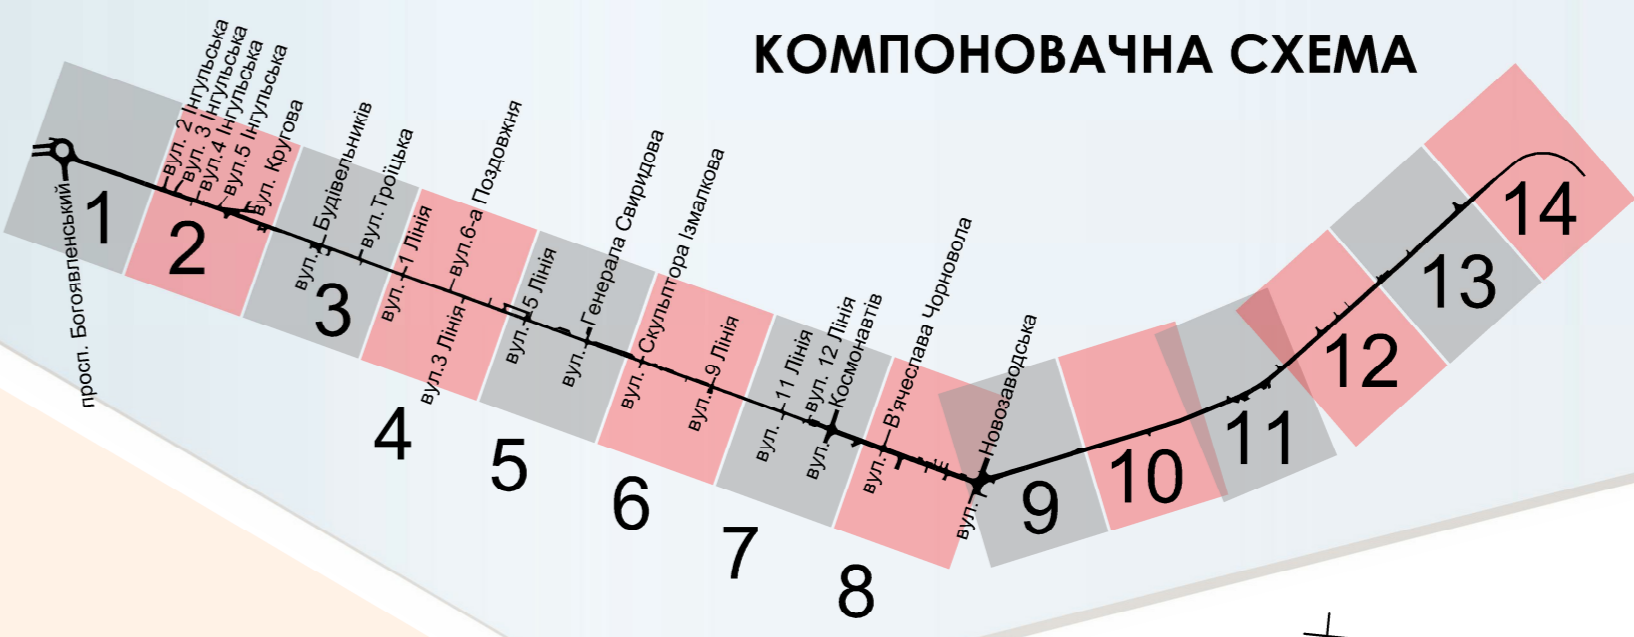 КОМПОНОВАЧНА СХЕМА
просп. Богоявленський
1
вул. 2 Інгульська
вул. 3 Інгульська
вул.4 Інгульська
вул.5 Інгульська
вул. Кругова
2
вул. Будівельників
вул.Троїцька
3
вул. 1 Лінія
вул.6-а Поздовжня
вул.3 Лінія
4
вул. 5 Лінія
вул. Генерала Свиридова
5
вул. Скульптора Ізмалкова
вул. 9 Лінія
6
вул. 11 Лінія
вул. 12 Лінія
вул. Космонавтів
7
вул. В'ячеслава Чорновола
8
вул. Новозаводська
9
10
11
12
13
14